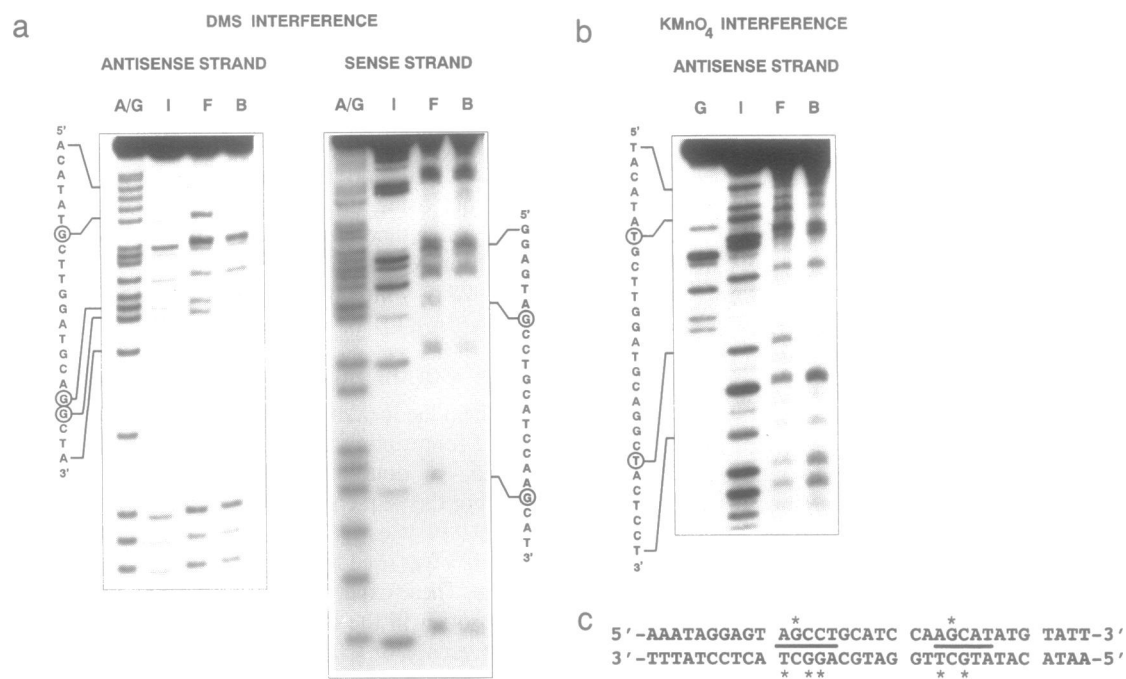 a
DMS INTERFERENCE
ANTISENSE STRAND
A/G I F B
5' A C A T A T G C T T G G A T G C A G G C T A 3'
SENSE STRAND
A/G I F B
5' G G A G T A G C C T G C A T C C A A G C A T 3'
b
KMnO4 INTERFERENCE
ANTISENSE STRAND
G I F B
5' T A C A T A T G C T T G G A T G C A G G C T A C T C C T 3'
c
* *
5′-AAATAGGAGT AGCCTGCATC CAAGCATATG TATT-3′
3′-TTTATCCTCA TCGGACGTAG GTTCGTATAC ATAA-5′
* * * * *